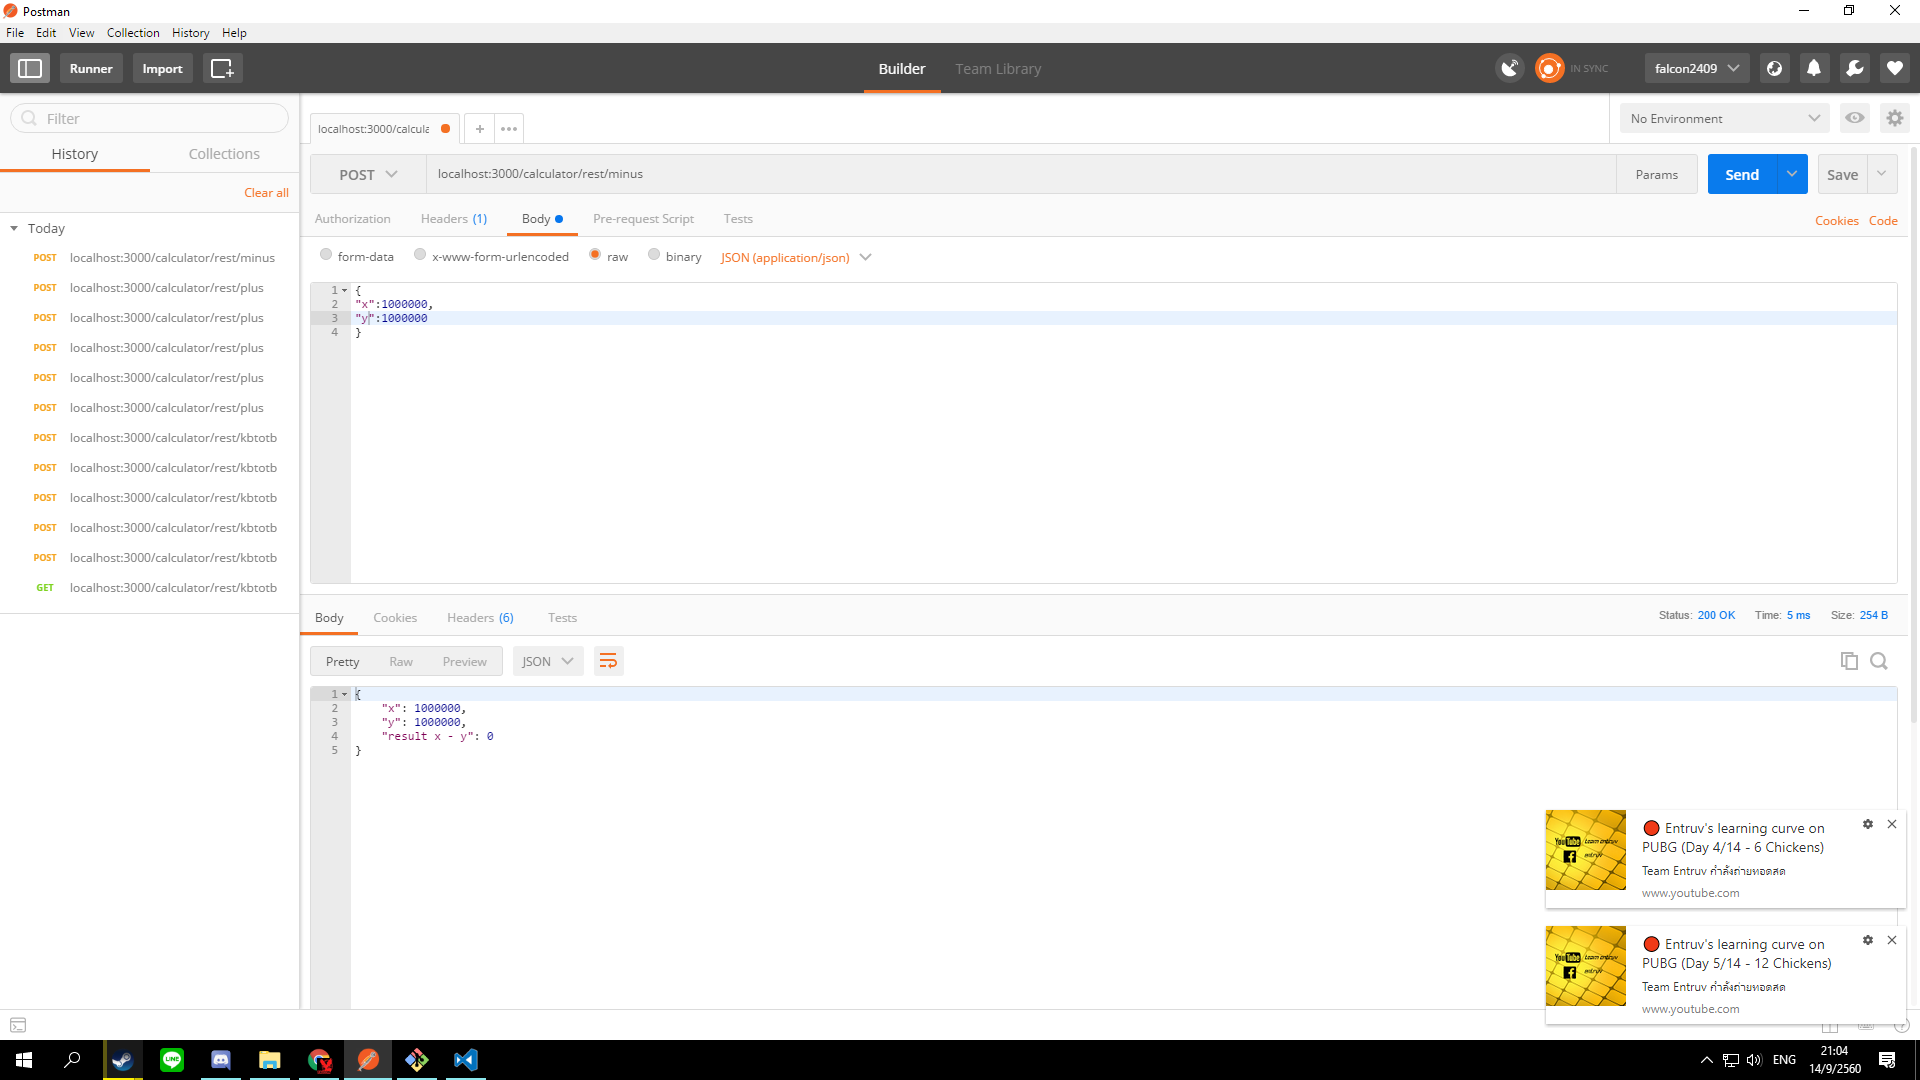 Postman
File Edit View Collection History Help
Runner Import Builder Team Library IN SYNC falcon2409
Filter
History Collections
Clear all
Today
POST localhost:3000/calculator/rest/minus
POST localhost:3000/calculator/rest/plus
POST localhost:3000/calculator/rest/plus
POST localhost:3000/calculator/rest/plus
POST localhost:3000/calculator/rest/plus
POST localhost:3000/calculator/rest/plus
POST localhost:3000/calculator/rest/kbtotb
POST localhost:3000/calculator/rest/kbtotb
POST localhost:3000/calculator/rest/kbtotb
POST localhost:3000/calculator/rest/kbtotb
POST localhost:3000/calculator/rest/kbtotb
GET localhost:3000/calculator/rest/kbtotb
localhost:3000/calcula + •••
No Environment
POST localhost:3000/calculator/rest/minus Params Send Save
Authorization Headers (1) Body Pre-request Script Tests Cookies Code
form-data x-www-form-urlencoded raw binary JSON (application/json)
1 {
2 "x":1000000,
3 "y":1000000
4 }
Body Cookies Headers (6) Tests Status: 200 OK Time: 5 ms Size: 254 B
Pretty Raw Preview JSON
1 {
2 "x": 1000000,
3 "y": 1000000,
4 "result x - y": 0
5 }
YouTube team entruv
entruv
Entruv's learning curve on
PUBG (Day 4/14 - 6 Chickens)
Team Entruv กำลังถ่ายทอดสด
www.youtube.com
YouTube team entruv
entruv
Entruv's learning curve on
PUBG (Day 5/14 - 12 Chickens)
Team Entruv กำลังถ่ายทอดสด
www.youtube.com
LINE
ENG
21:04
14/9/2560